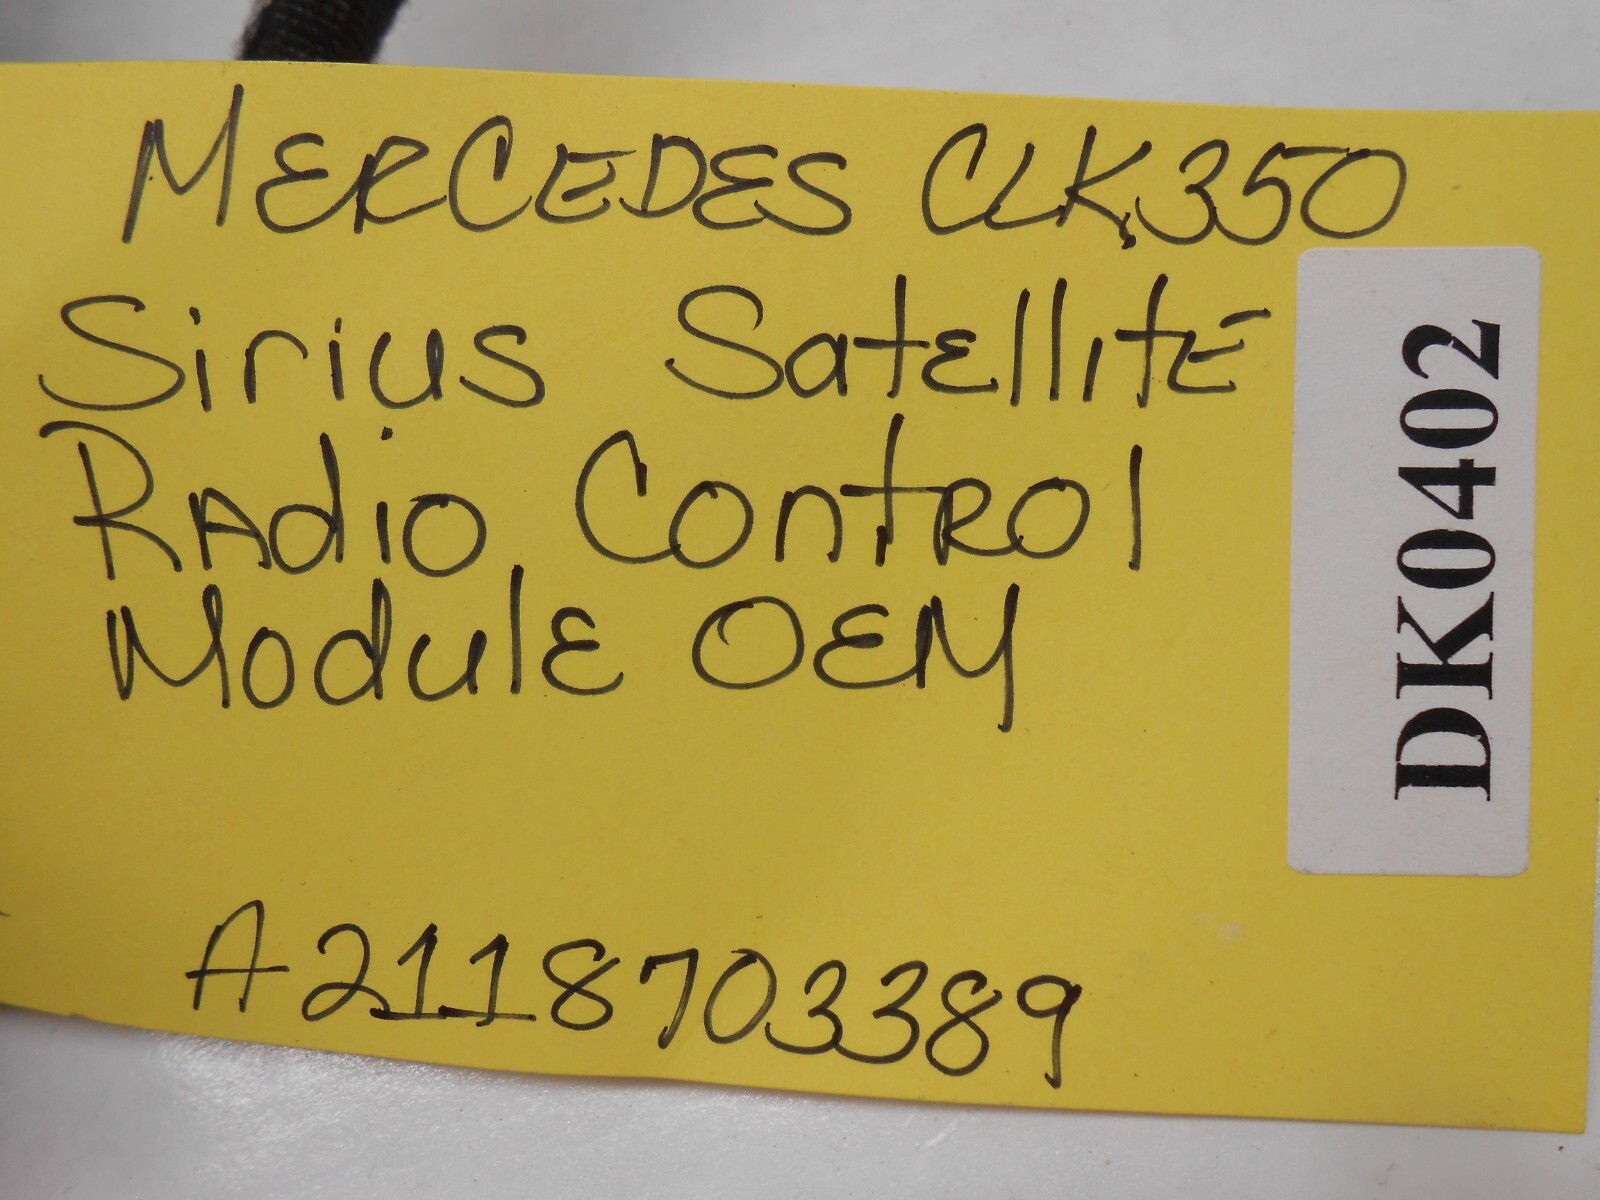 MERCEDES CLK350
Sirius Satellite
Radio Control
Module OEM
A2118703389
DK0402